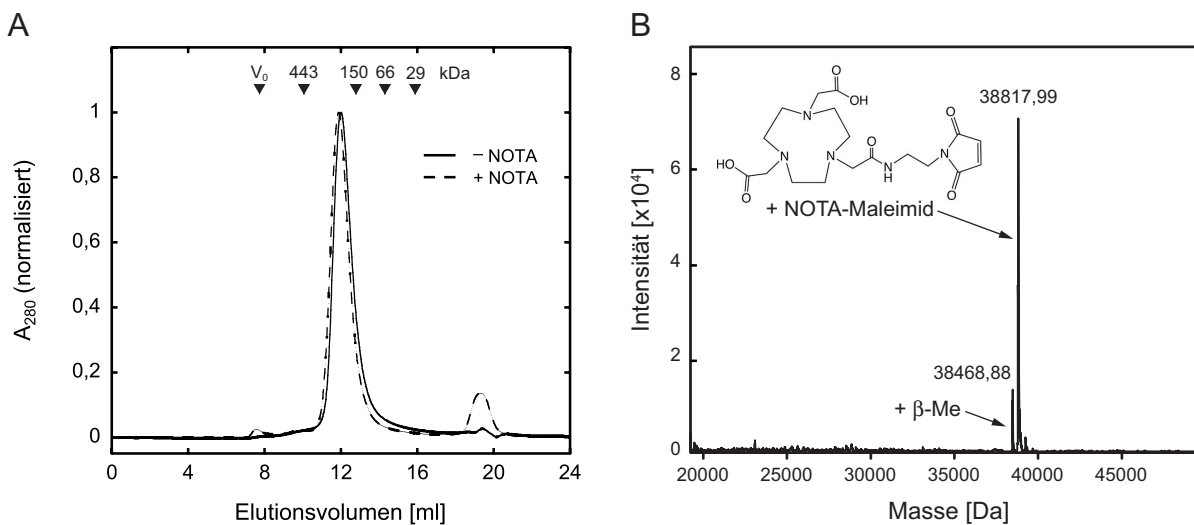 A
V0 443 150 66 29 kDa
– NOTA
+ NOTA
1
0,8
0,6
0,4
0,2
0
0 4 8 12 16 20 24
A280 (normalisiert)
Elutionsvolumen [ml]
B
38817,99
O
OH
N
N N
HO
O
O
N
H
N
O
O
+ NOTA-Maleimid
38468,88
+ β-Me
8
6
4
2
0
20000 25000 30000 35000 40000 45000
Intensität [x10⁴]
Masse [Da]